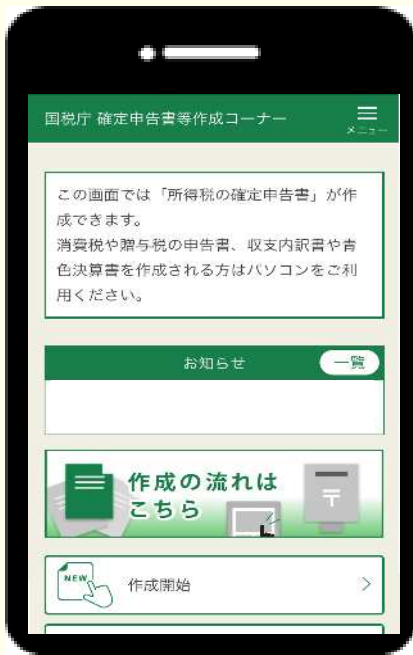 国税庁 確定申告書等作成コーナー
メニュー
この画面では「所得税の確定申告書」が作
成できます。
消費税や贈与税の申告書、収支内訳書や青
色決算書を作成される方はパソコンをご利
用ください。
お知らせ
一覧
作成の流れは
こちら
〒
NEW
作成開始